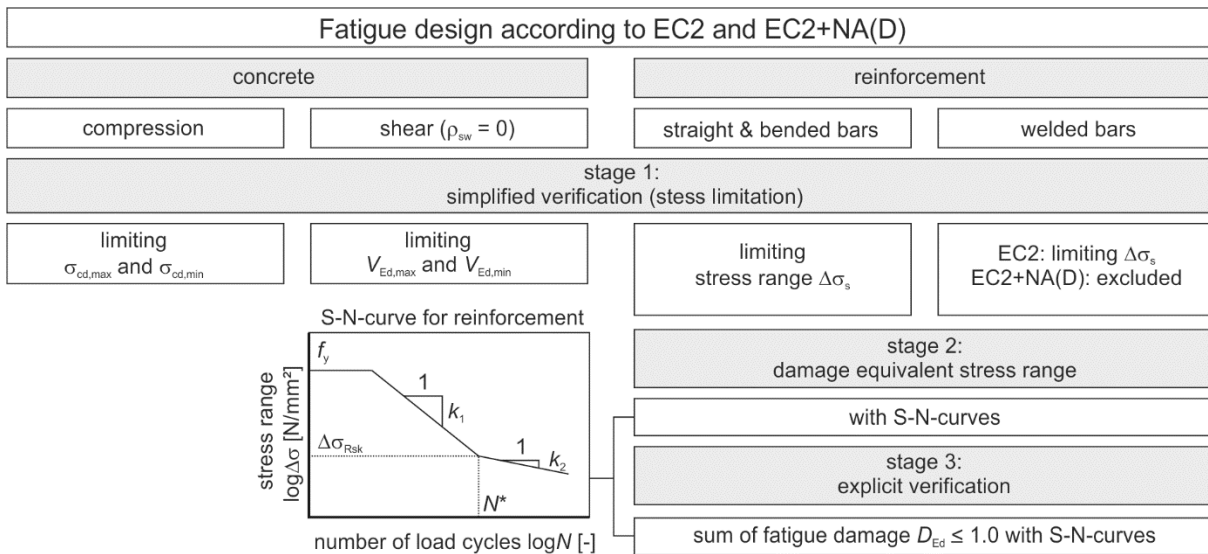 Fatigue design according to EC2 and EC2+NA(D)
concrete
reinforcement
compression
shear (ρsw = 0)
straight & bended bars
welded bars
stage 1:
simplified verification (stess limitation)
limiting
σcd,max and σcd,min
limiting
VEd,max and VEd,min
limiting
stress range Δσs
EC2: limiting Δσs
EC2+NA(D): excluded
S-N-curve for reinforcement
stress range
logΔσ [N/mm²]
fy
1
k1
ΔσRsk
1
k2
N*
number of load cycles logN [-]
stage 2:
damage equivalent stress range
with S-N-curves
stage 3:
explicit verification
sum of fatigue damage DEd ≤ 1.0 with S-N-curves